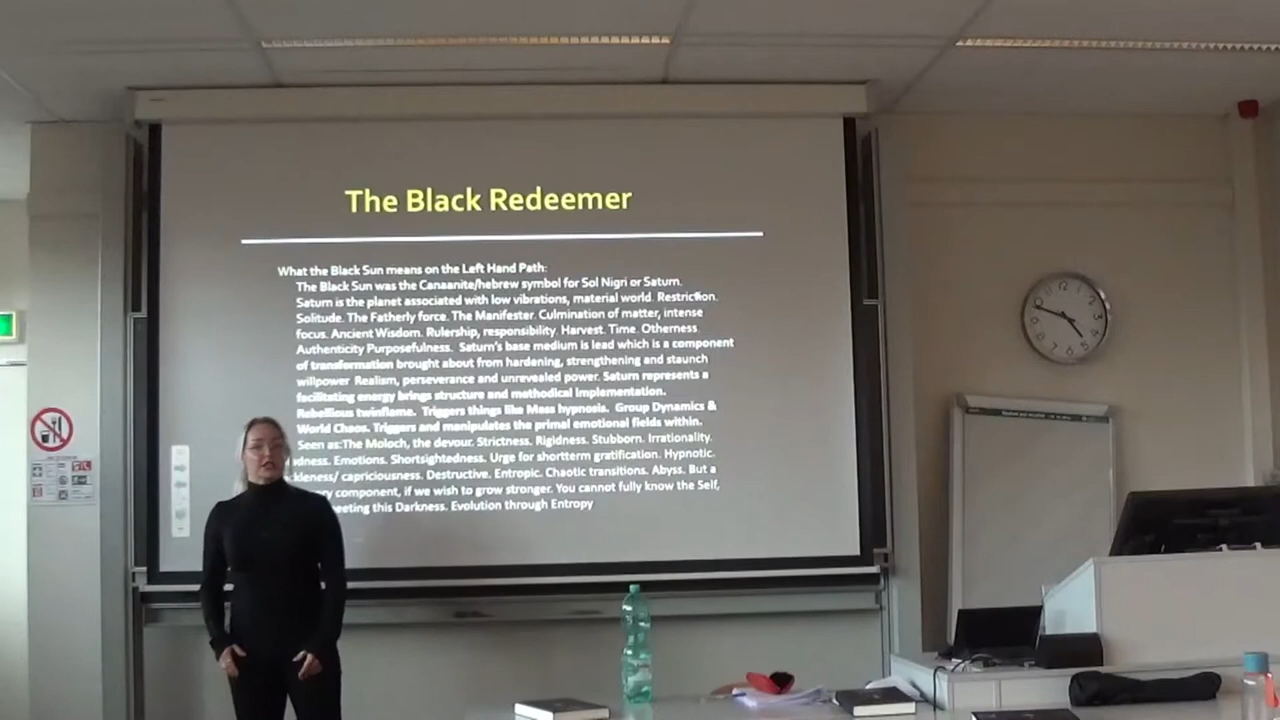 The Black Redeemer
What the Black Sun means on the Left Hand Path:
The Black Sun was the Canaanite/hebrew symbol for Sol Nigri or Saturn.
Saturn is the planet associated with low vibrations, material world. Restriction.
Solitude. The Fatherly force. The Manifester. Culmination of matter, intense
focus. Ancient Wisdom. Rulership, responsibility. Harvest. Time. Otherness
Authenticity Purposefulness. Saturn's base medium is lead which is a component
of transformation brought about from hardening, strengthening and staunch
willpower Realism, perseverance and unrevealed power. Saturn represents a
facilitating energy brings structure and methodical implementation.
Rebellious twinflame. Triggers things like Mass hypnosis. Group Dynamics &
World Chaos. Triggers and manipulates the primal emotional fields within.
Seen as:The Moloch, the devour. Strictness. Rigidness. Stubborn. Irrationality.
Emotions. Shortsightedness. Urge for shortterm gratification. Hypnotic.
capriciousness. Destructive. Entropic. Chaotic transitions. Abyss. But a
component, if we wish to grow stronger. You cannot fully know the Self,
this Darkness. Evolution through Entropy